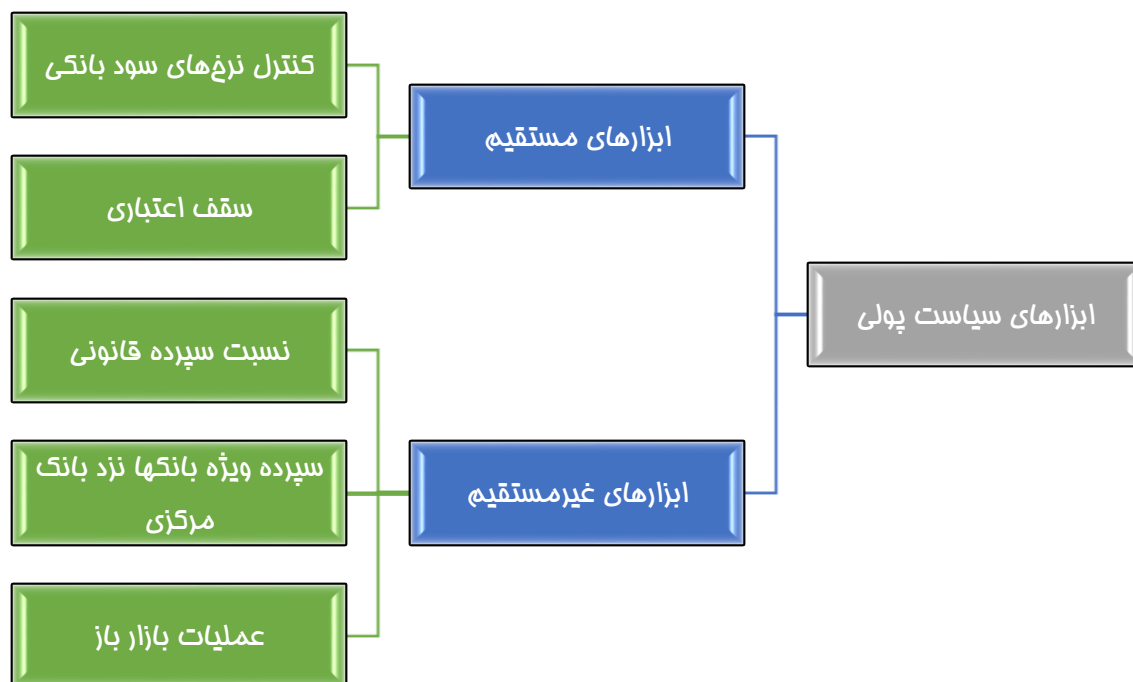 ابزارهای سیاست پولی
ابزارهای مستقیم
کنترل نرخ‌های سود بانکی
سقف اعتباری
ابزارهای غیرمستقیم
نسبت سپرده قانونی
سپرده ویژه بانکها نزد بانک
مرکزی
عملیات بازار باز